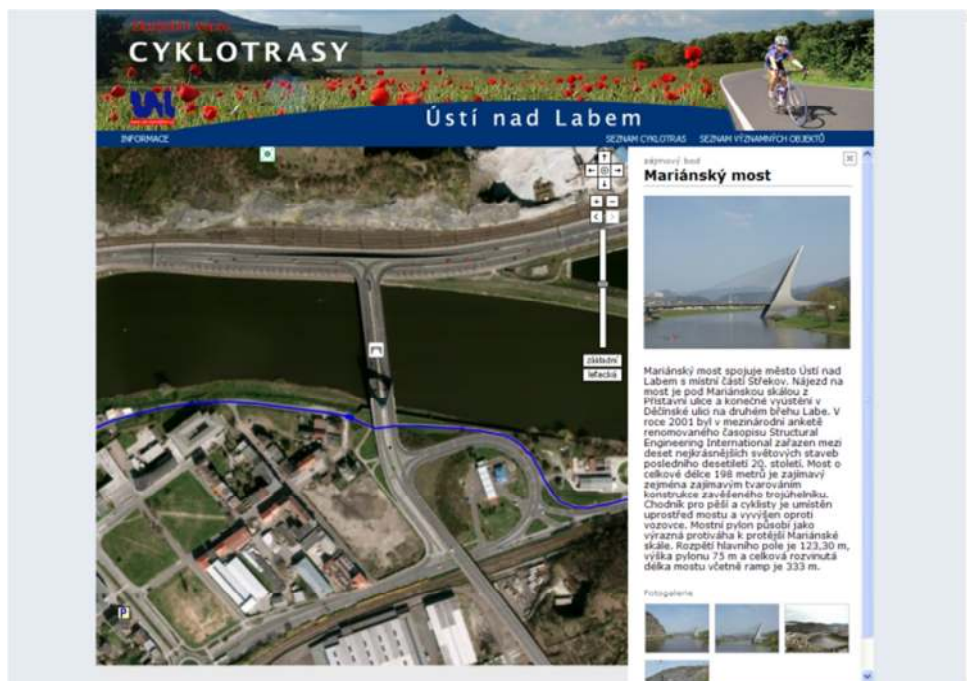 CYKLOTRASY
Ústí nad Labem
INFORMACE
SEZNAM CYKLOTRAS SEZNAM VÝZNAMNÝCH OBJEKTŮ
zájmový bod
Mariánský most
základní
letecká
Mariánský most spojuje město Ústí nad
Labem s místní částí Střekov. Nájezd na
most je pod Mariánskou skálou z
Přístavní ulice a konečné vyústění v
Děčínské ulici na druhém břehu Labe. V
roce 2001 byl v mezinárodní anketě
renomovaného časopisu Structural
Engineering International zařazen mezi
deset nejkrásnějších světových staveb
posledního desetiletí 20. století. Most o
celkové délce 198 metrů je zajímavý
zejména zajímavým tvarováním
konstrukce zavěšeného trojúhelníku.
Chodník pro pěší a cyklisty je umístěn
uprostřed mostu a vyvýšen oproti
vozovce. Mostní pylon působí jako
výrazná protiváha k protější Mariánské
skále. Rozpětí hlavního pole je 123,30 m,
výška pylonu 75 m a celková rozvinutá
délka mostu včetně ramp je 333 m.
Fotogalerie
P